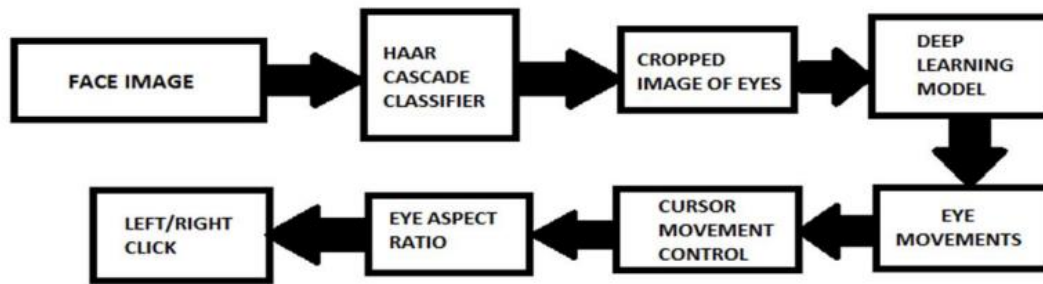 FACE IMAGE
HAAR
CASCADE
CLASSIFIER
CROPPED
IMAGE OF EYES
DEEP
LEARNING
MODEL
EYE
MOVEMENTS
CURSOR
MOVEMENT
CONTROL
EYE ASPECT
RATIO
LEFT/RIGHT
CLICK